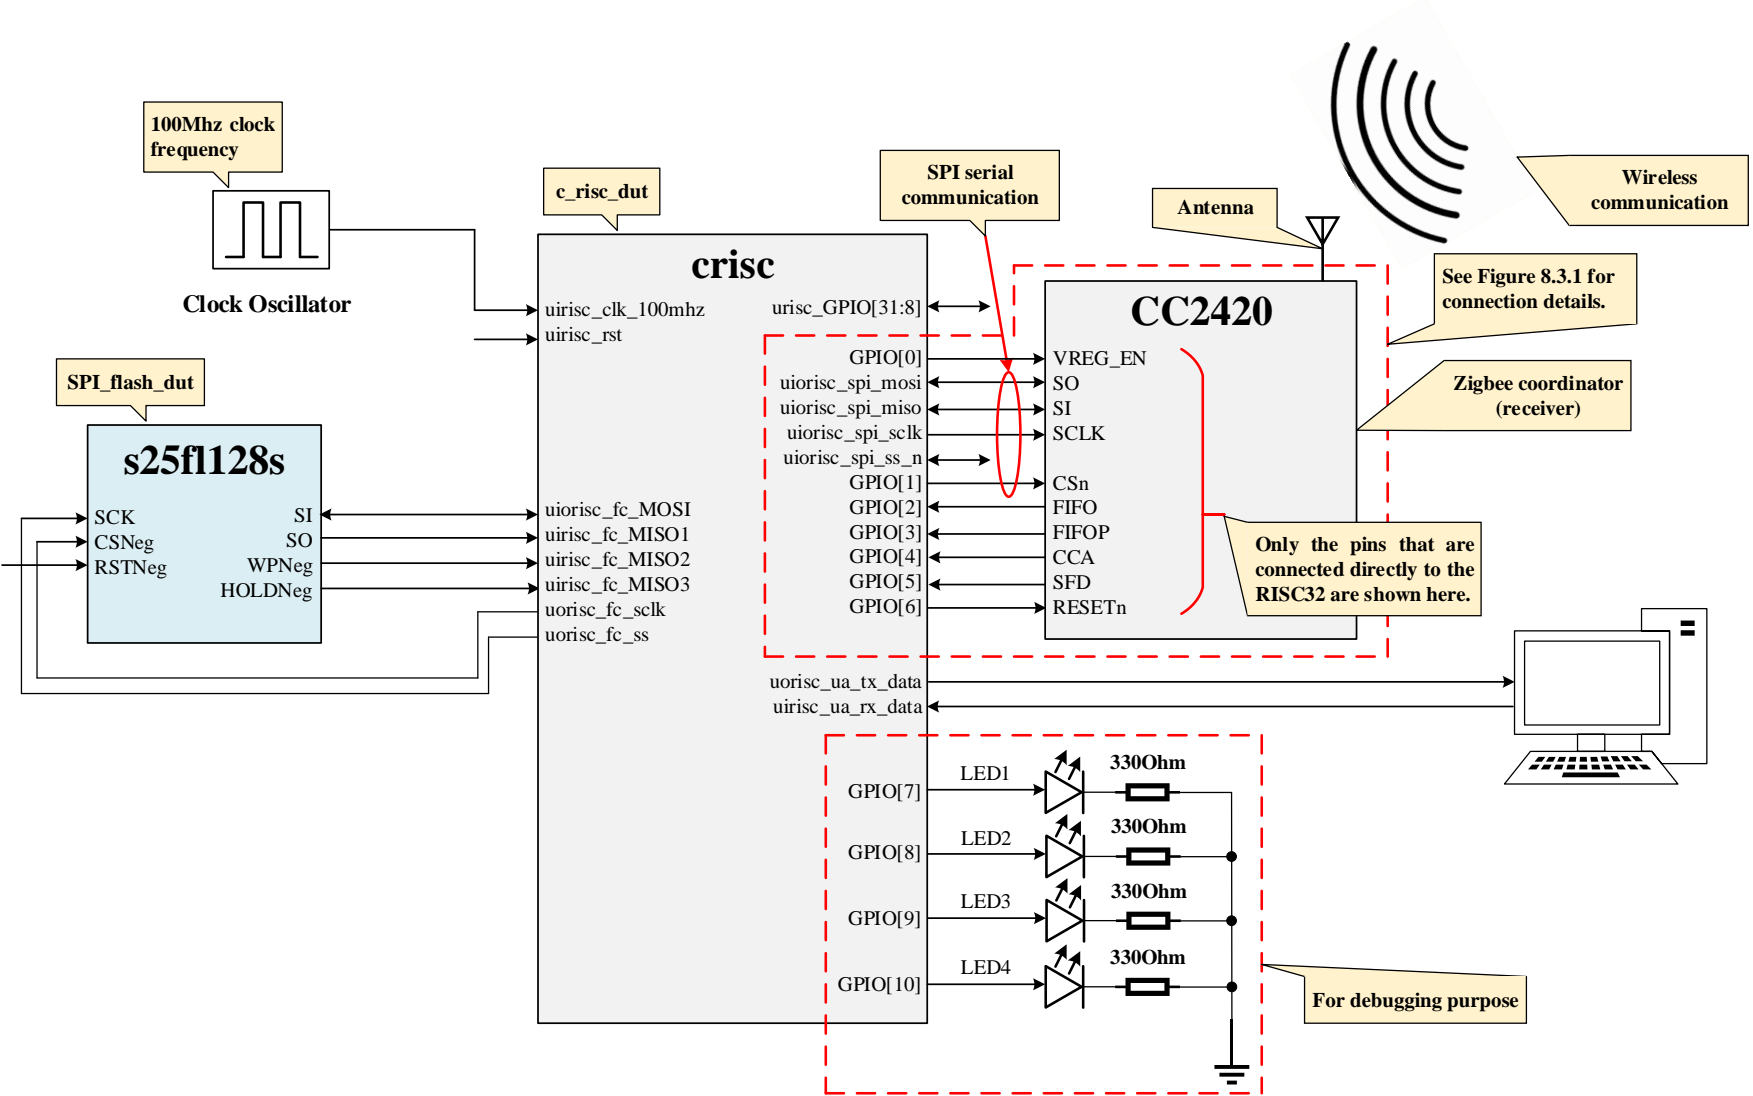 100Mhz clock
frequency
Clock Oscillator
c_risc_dut
SPI serial
communication
Antenna
Wireless
communication
See Figure 8.3.1 for
connection details.
Zigbee coordinator
(receiver)
SPI_flash_dut
s25fl128s
SCK
CSNeg
RSTNeg
SI
SO
WPNeg
HOLDNeg
crisc
uirisc_clk_100mhz
uirisc_rst
uiorisc_fc_MOSI
uirisc_fc_MISO1
uirisc_fc_MISO2
uirisc_fc_MISO3
uorisc_fc_sclk
uorisc_fc_ss
urisc_GPIO[31:8]
GPIO[0]
uiorisc_spi_mosi
uiorisc_spi_miso
uiorisc_spi_sclk
uiorisc_spi_ss_n
GPIO[1]
GPIO[2]
GPIO[3]
GPIO[4]
GPIO[5]
GPIO[6]
uorisc_ua_tx_data
uirisc_ua_rx_data
GPIO[7]
GPIO[8]
GPIO[9]
GPIO[10]
CC2420
VREG_EN
SO
SI
SCLK
CSn
FIFO
FIFOP
CCA
SFD
RESETn
Only the pins that are
connected directly to the
RISC32 are shown here.
LED1
330Ohm
LED2
330Ohm
LED3
330Ohm
LED4
330Ohm
For debugging purpose